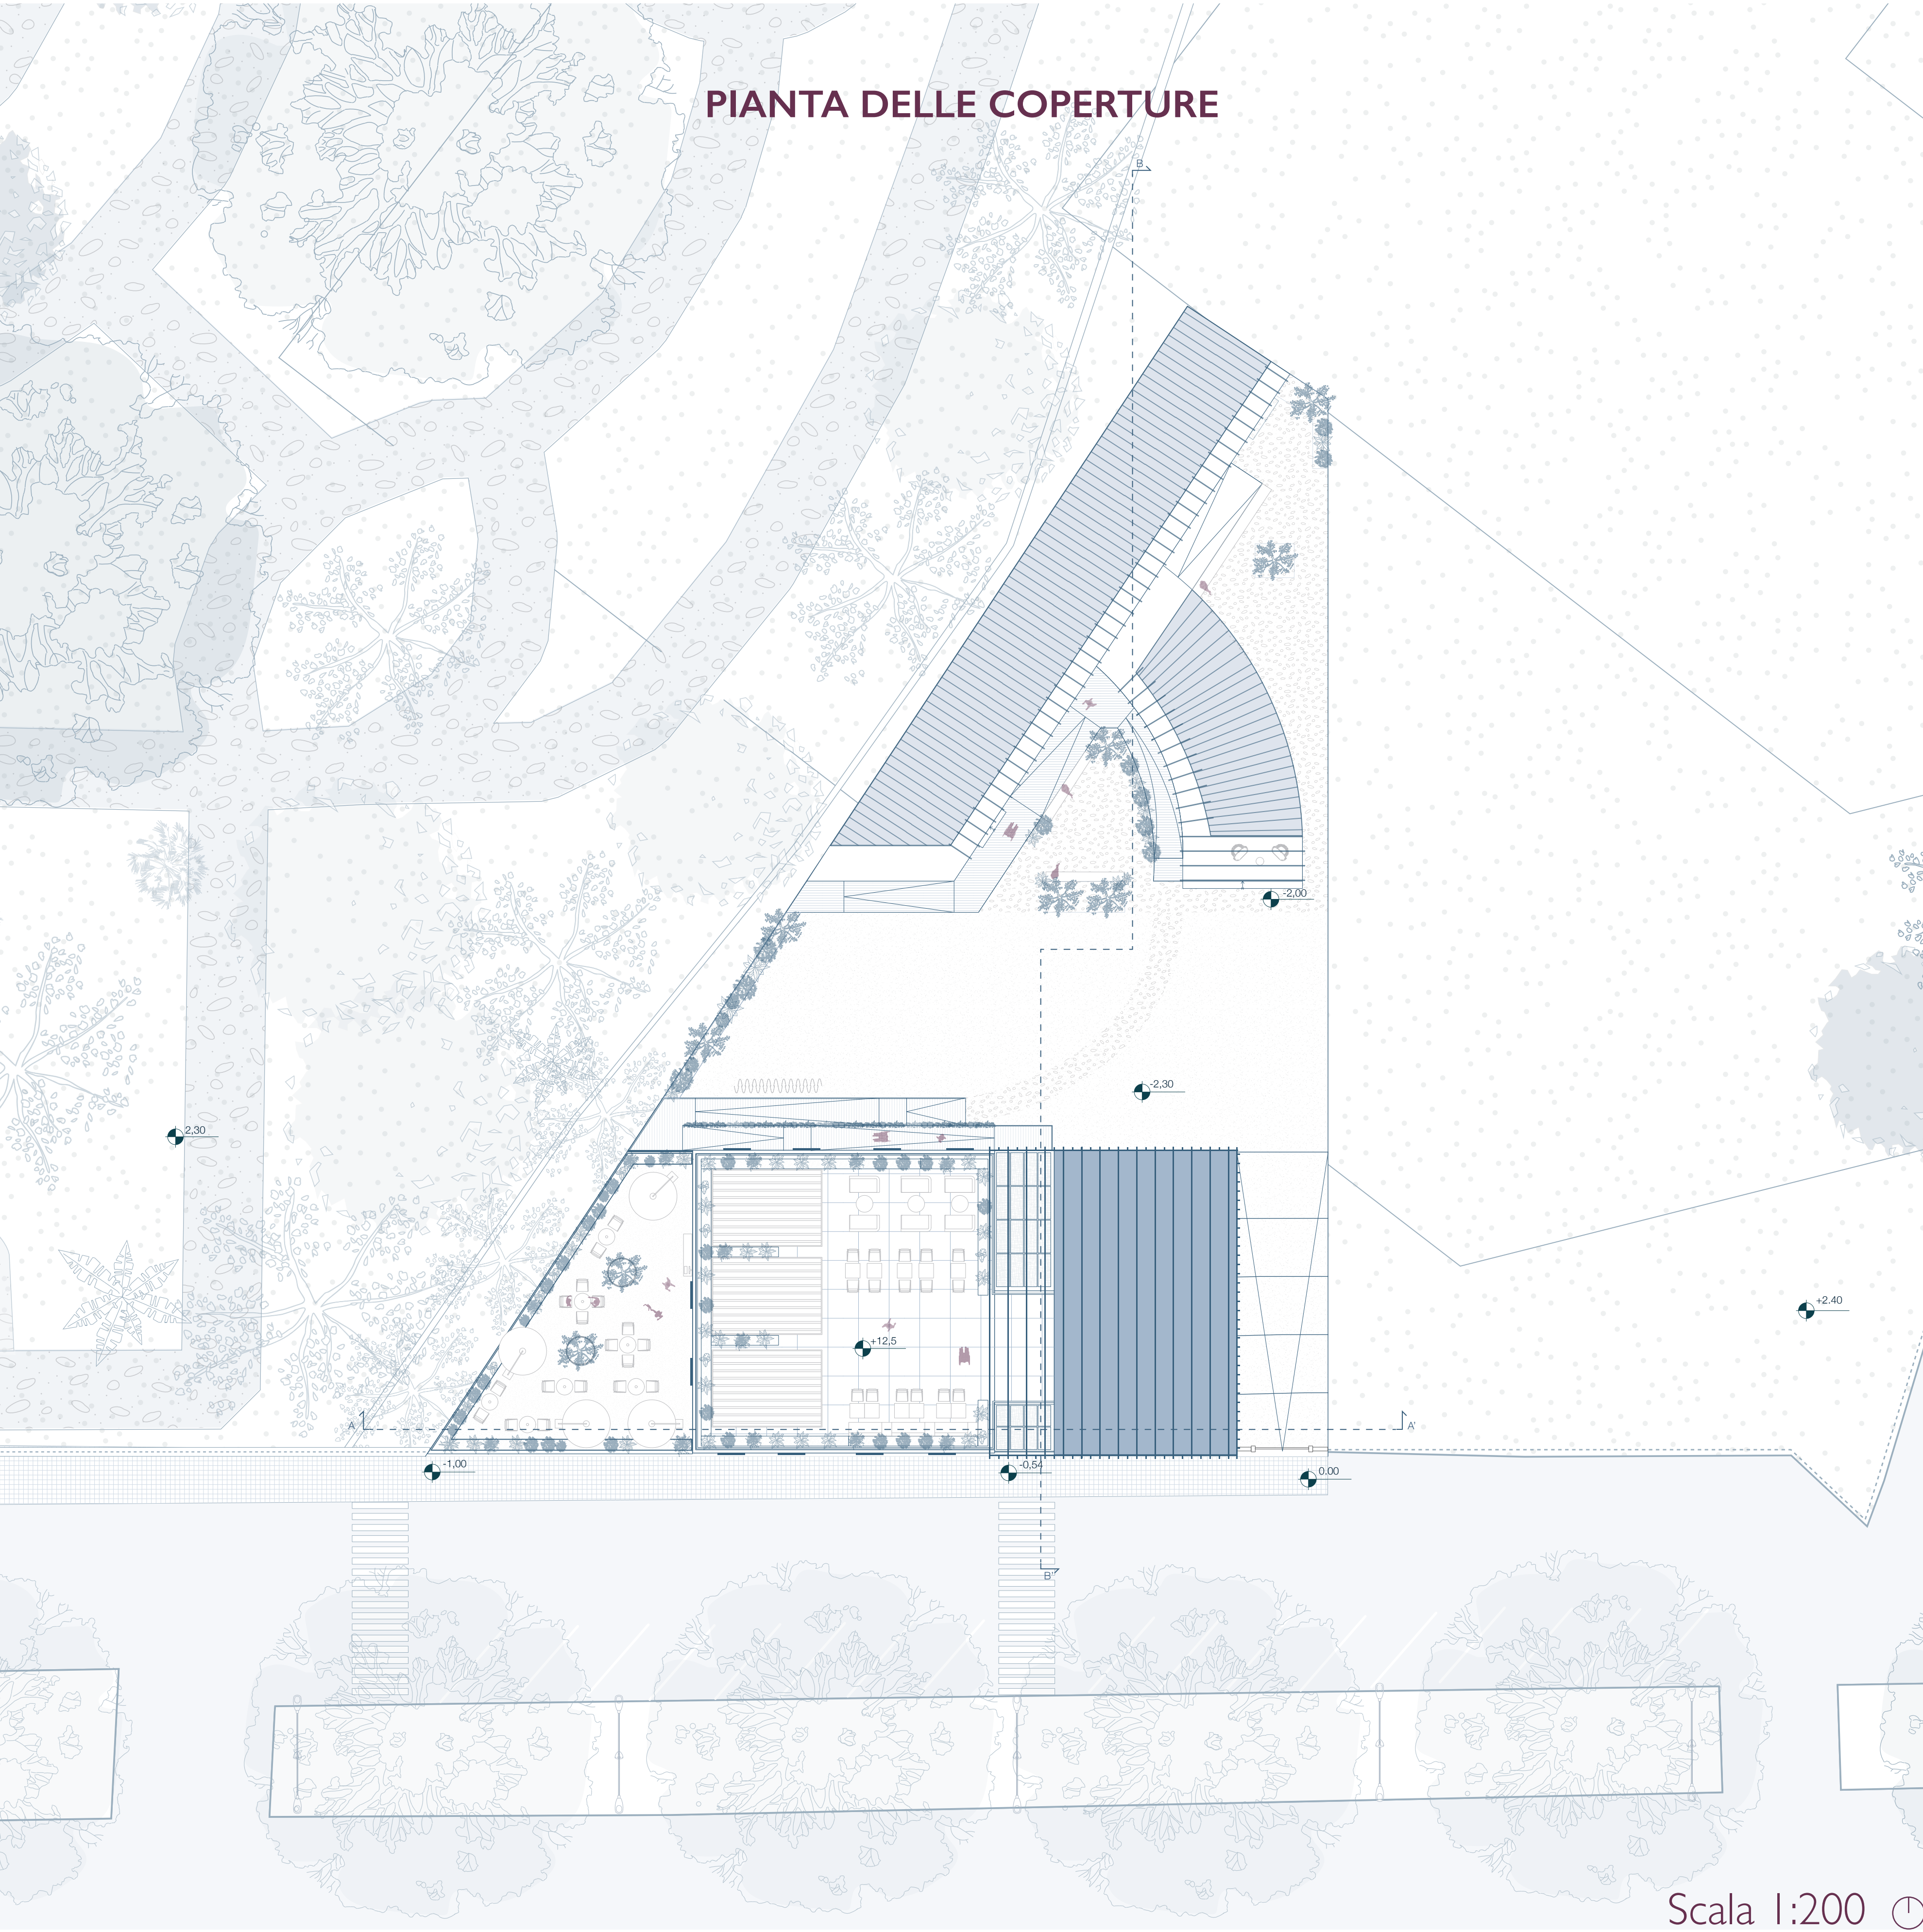 PIANTA DELLE COPERTURE
B
-2,00
-2,30
2,30
+2.40
+12,5
A
A'
-1,00
-0,54
0.00
B'
Scala 1:200